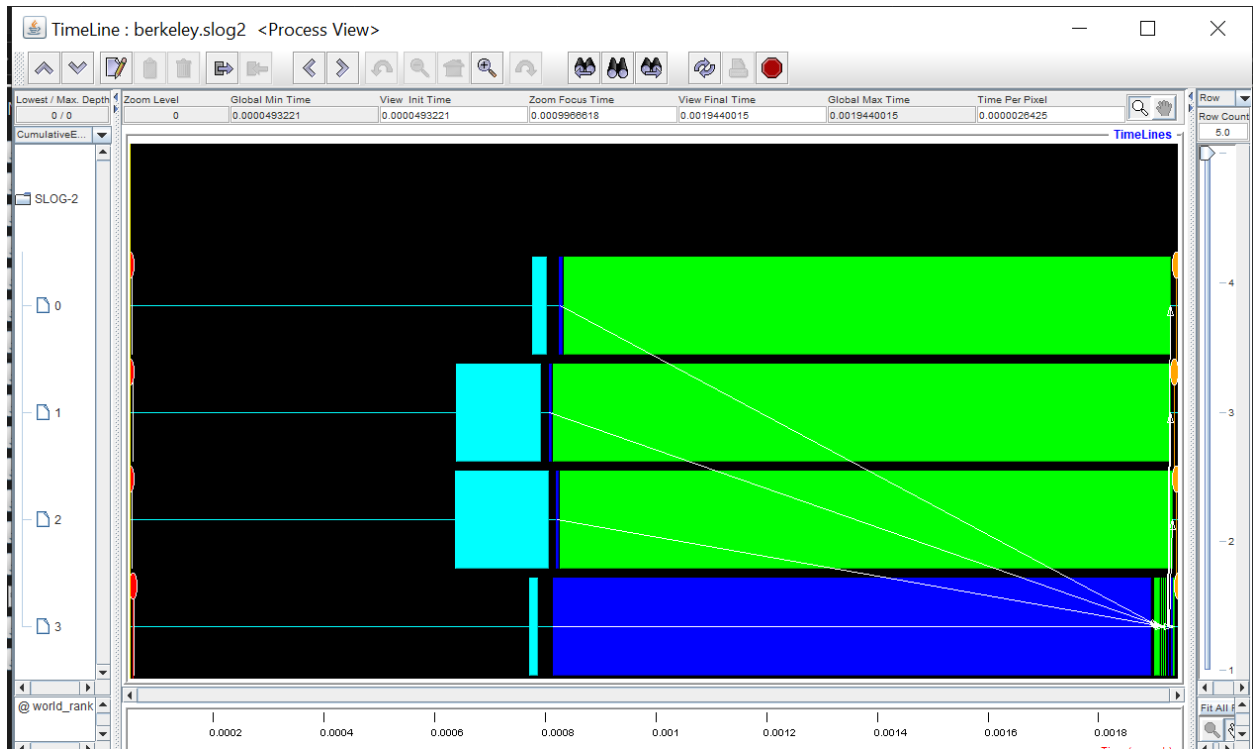 TimeLine : berkeley.slog2 <Process View>
Lowest / Max. Depth Zoom Level Global Min Time View Init Time Zoom Focus Time View Final Time Global Max Time Time Per Pixel Row
0 / 0 0 0.0000493221 0.0000493221 0.0009966618 0.0019440015 0.0019440015 0.0000026425 Row Count
CumulativeE... 5.0
TimeLines
SLOG-2
0
1
2
3
4
3
2
1
@ world_rank
Fit All
0.0002 0.0004 0.0006 0.0008 0.001 0.0012 0.0014 0.0016 0.0018